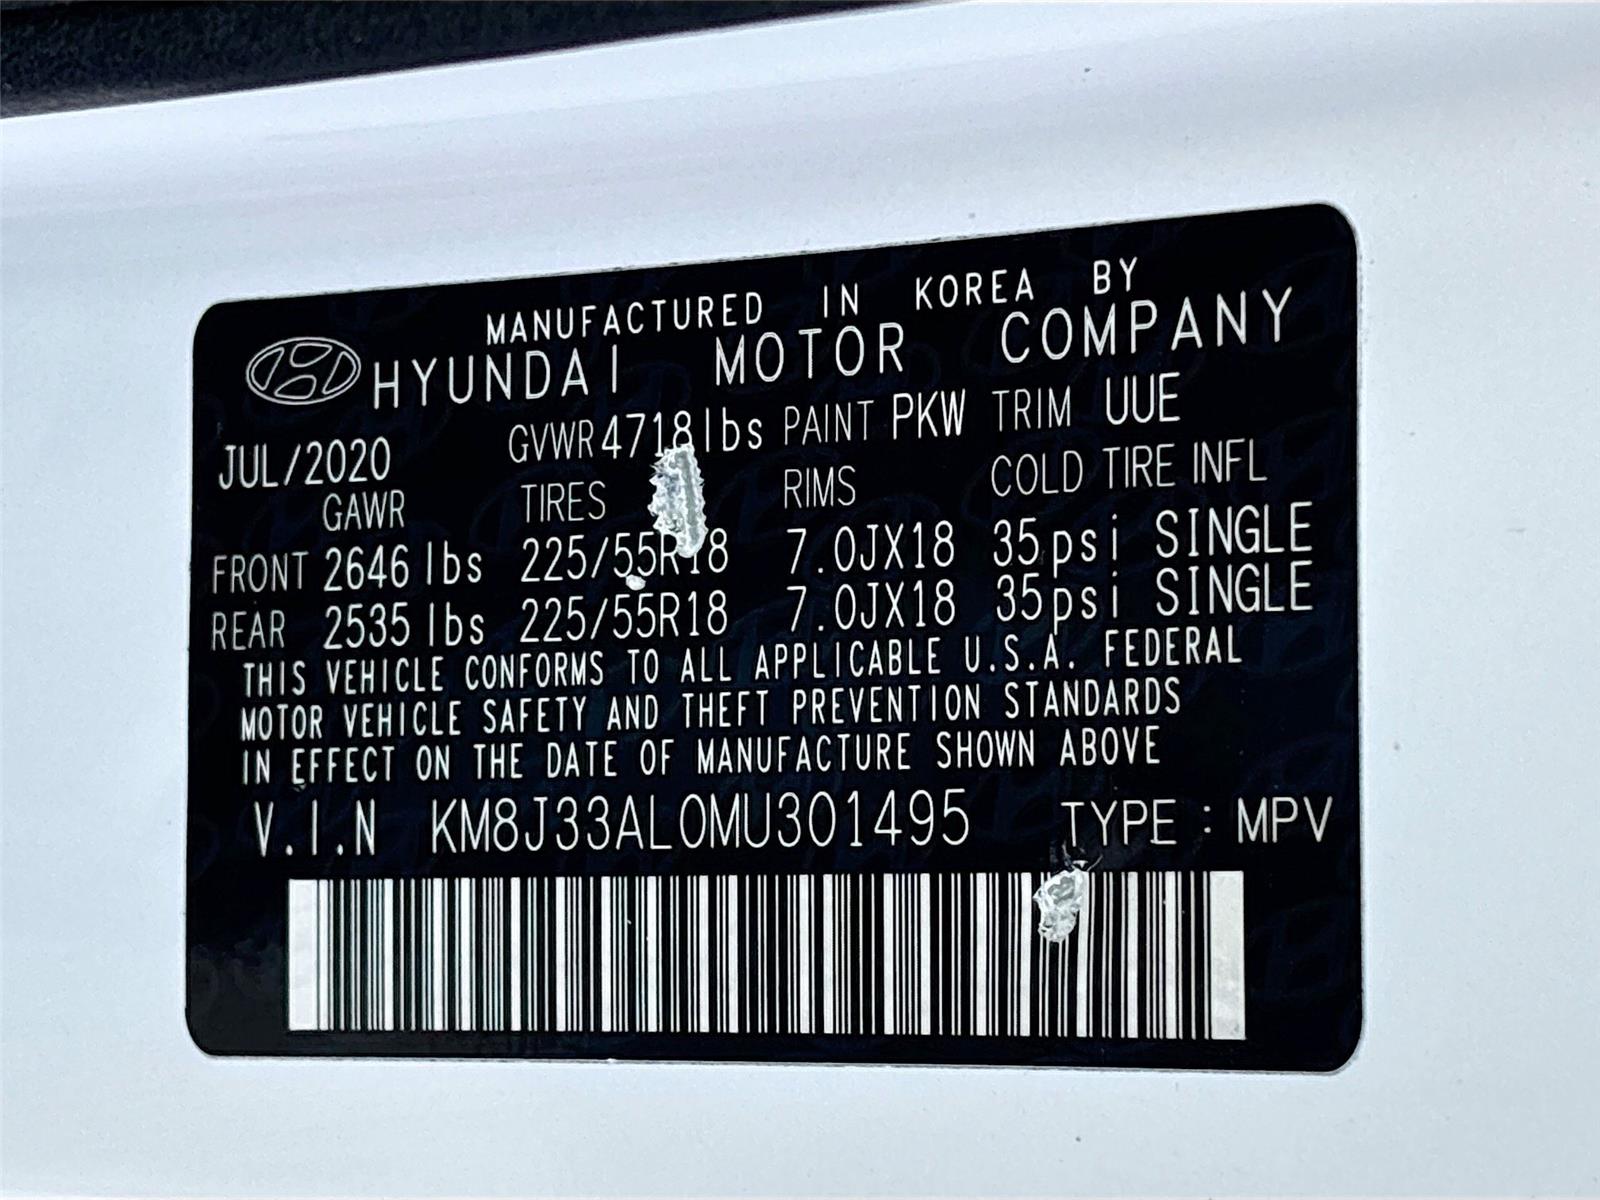 MANUFACTURED IN KOREA BY
HYUNDAI MOTOR COMPANY
JUL/2020 GVWR 4718lbs PAINT PKW TRIM UUE
GAWR TIRES RIMS COLD TIRE INFL
FRONT 2646 lbs 225/55R18 7.0JX18 35psi SINGLE
REAR 2535 lbs 225/55R18 7.0JX18 35psi SINGLE
THIS VEHICLE CONFORMS TO ALL APPLICABLE U.S.A. FEDERAL
MOTOR VEHICLE SAFETY AND THEFT PREVENTION STANDARDS
IN EFFECT ON THE DATE OF MANUFACTURE SHOWN ABOVE
V.I.N KM8J33AL0MU301495 TYPE : MPV